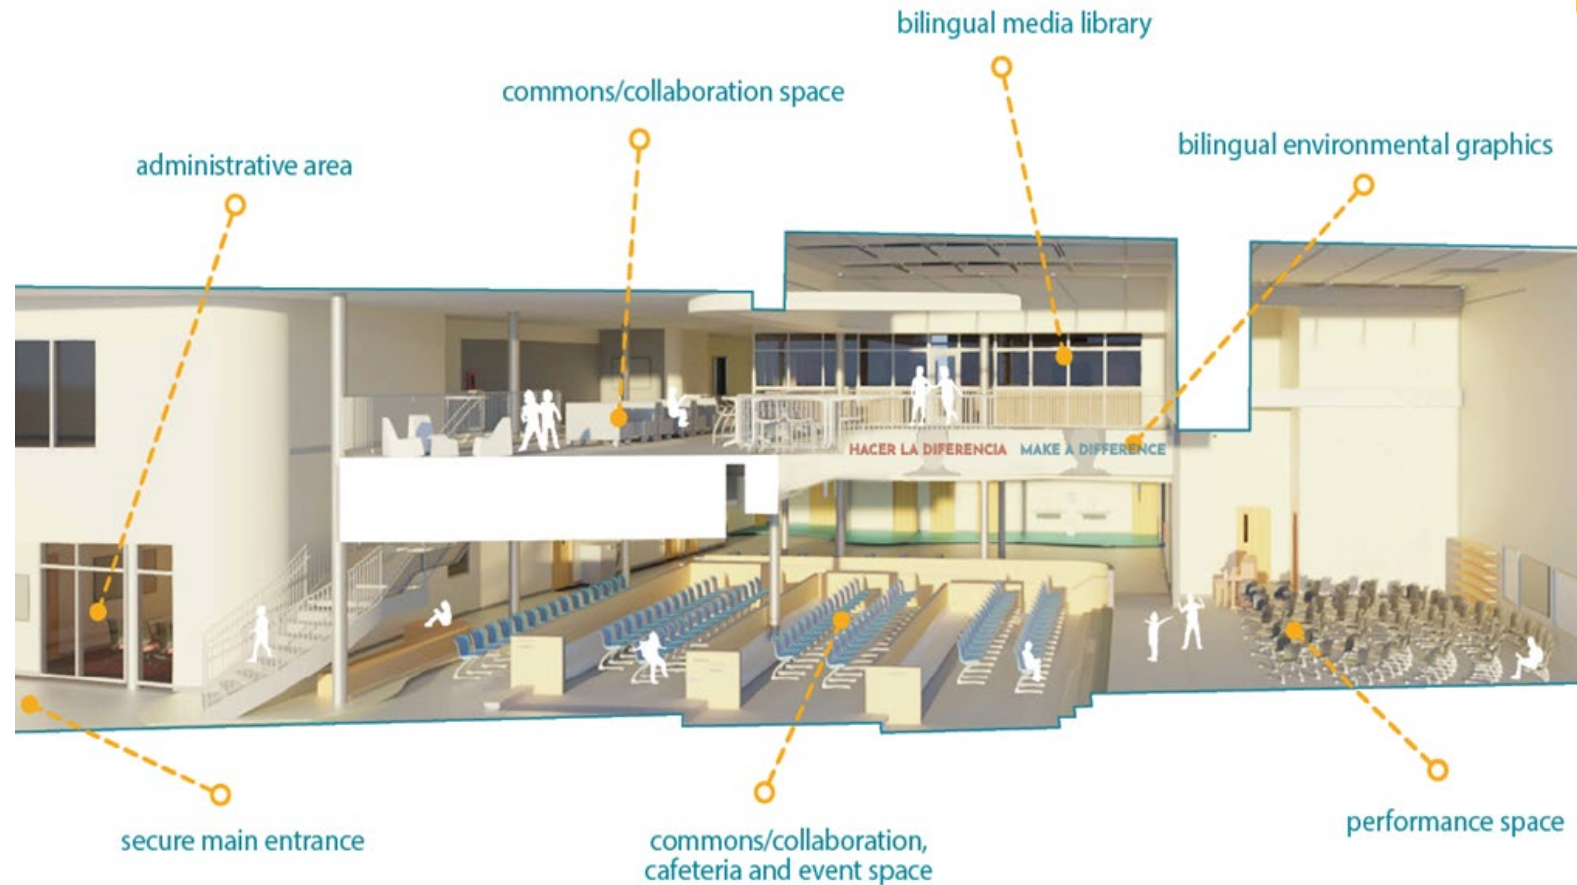 bilingual media library
commons/collaboration space
bilingual environmental graphics
administrative area
HACER LA DIFERENCIA MAKE A DIFFERENCE
secure main entrance
commons/collaboration,
cafeteria and event space
performance space